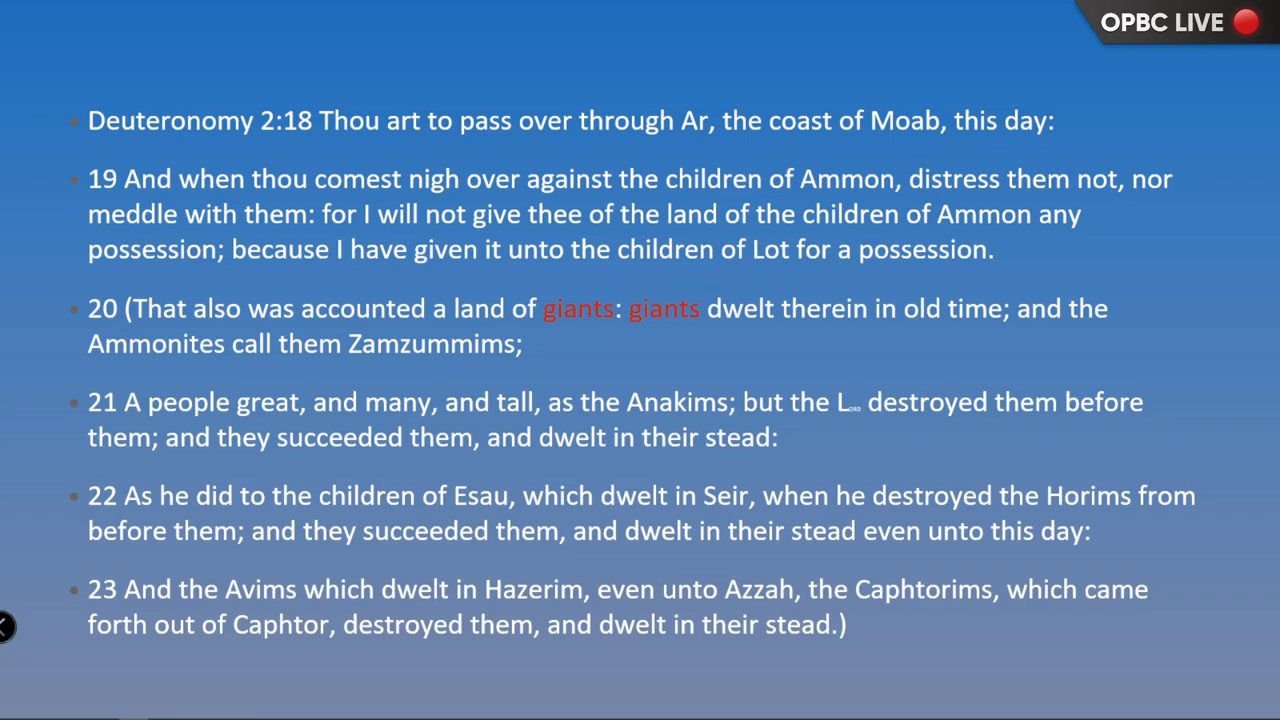 OPBC LIVE
• Deuteronomy 2:18 Thou art to pass over through Ar, the coast of Moab, this day:
• 19 And when thou comest nigh over against the children of Ammon, distress them not, nor
meddle with them: for I will not give thee of the land of the children of Ammon any
possession; because I have given it unto the children of Lot for a possession.
• 20 (That also was accounted a land of giants: giants dwelt therein in old time; and the
Ammonites call them Zamzummims;
• 21 A people great, and many, and tall, as the Anakims; but the LORD destroyed them before
them; and they succeeded them, and dwelt in their stead:
• 22 As he did to the children of Esau, which dwelt in Seir, when he destroyed the Horims from
before them; and they succeeded them, and dwelt in their stead even unto this day:
• 23 And the Avims which dwelt in Hazerim, even unto Azzah, the Caphtorims, which came
forth out of Caphtor, destroyed them, and dwelt in their stead.)